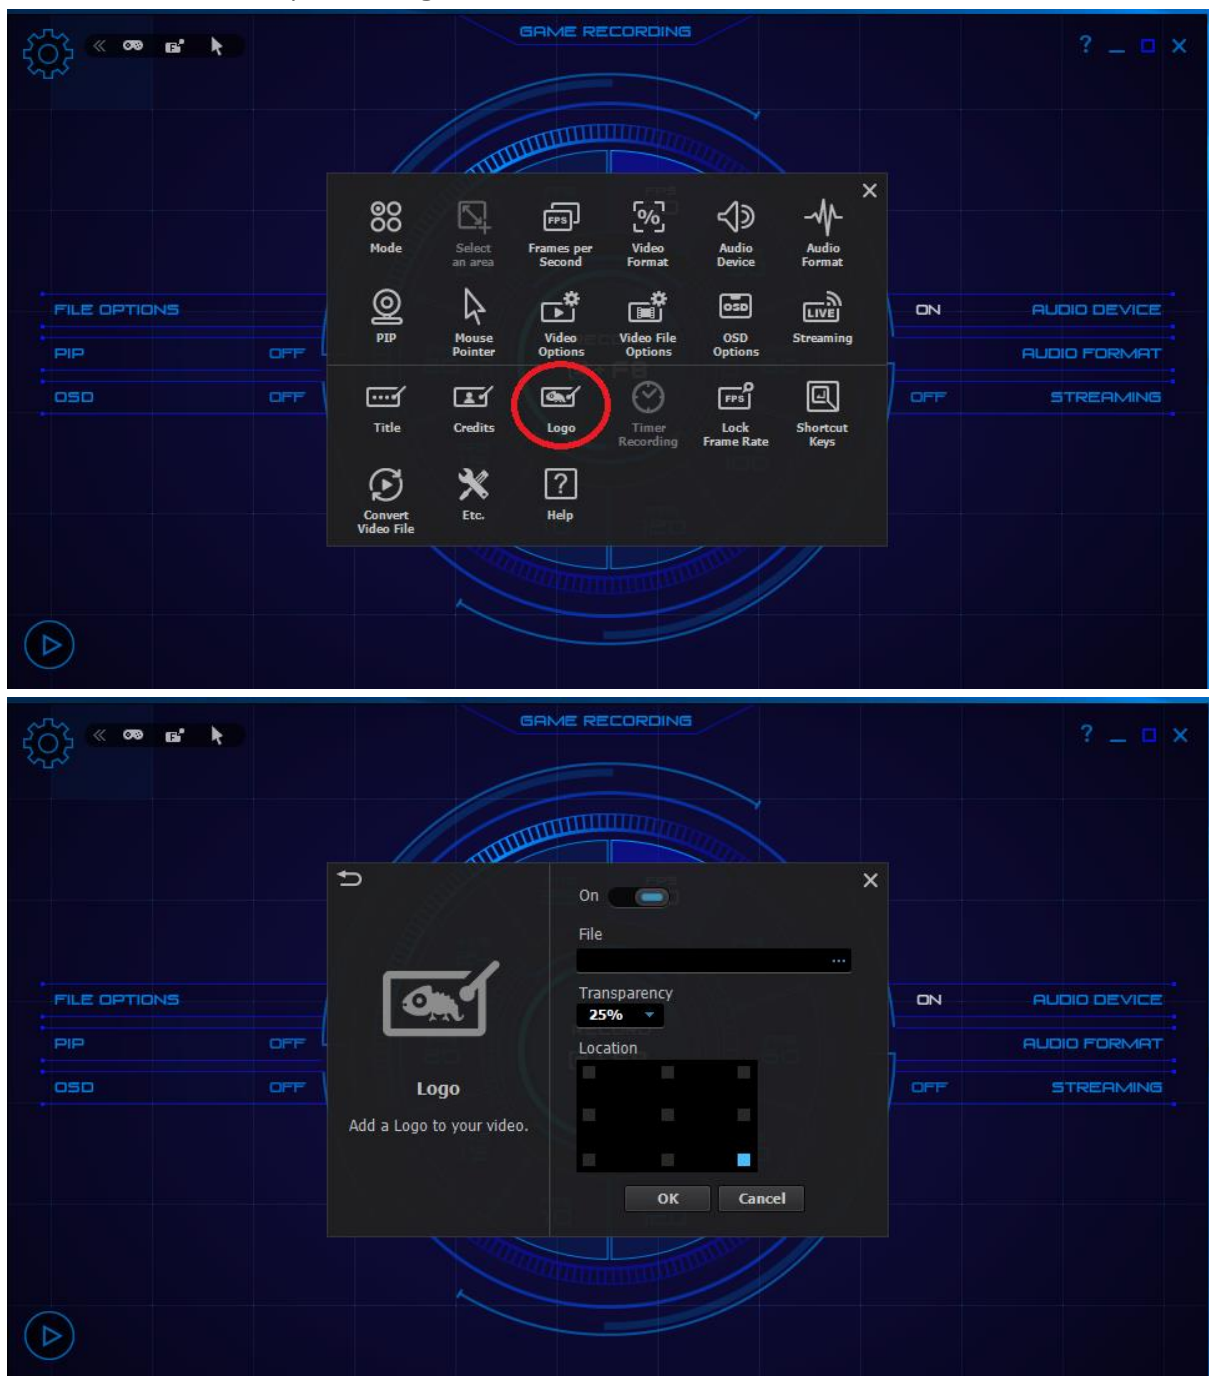 GAME RECORDING
?
Mode
Select
an area
FPS
Frames per
Second
%
Video
Format
Audio
Device
Audio
Format
PIP
Mouse
Pointer
Video
Options
Video File
Options
OSD
OSD
Options
LIVE
Streaming
Title
Credits
Logo
Timer
Recording
FPS
Lock
Frame Rate
Shortcut
Keys
Convert
Video File
Etc.
?
Help
FILE OPTIONS
PIP OFF
OSD OFF
ON AUDIO DEVICE
AUDIO FORMAT
OFF STREAMING
GAME RECORDING
?
On
File
...
Transparency
25%
Location
Logo
Add a Logo to your video.
OK Cancel
FILE OPTIONS
PIP OFF
OSD OFF
ON AUDIO DEVICE
AUDIO FORMAT
OFF STREAMING